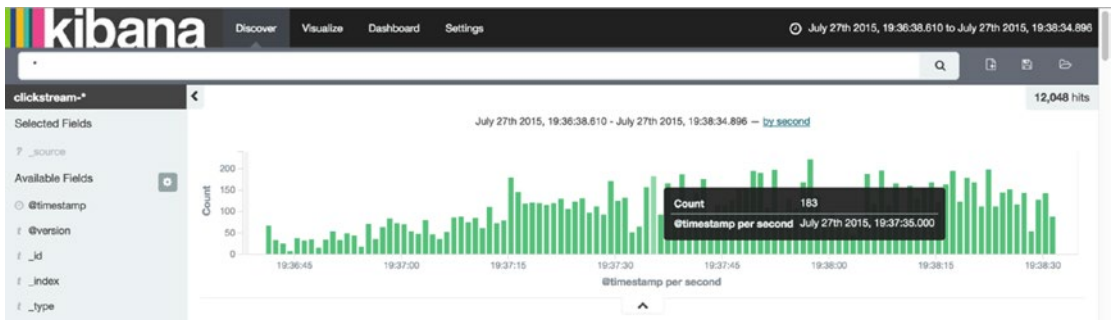 kibana Discover Visualize Dashboard Settings July 27th 2015, 19:36:38.610 to July 27th 2015, 19:38:34.896
*
clickstream-*
12,048 hits
Selected Fields
July 27th 2015, 19:36:38.610 - July 27th 2015, 19:38:34.896 — by second
? _source
Available Fields
@timestamp
t @version
t _id
t _index
t _type
Count
200
150
100
50
0
Count 183
@timestamp per second July 27th 2015, 19:37:35.000
19:36:45 19:37:00 19:37:15 19:37:30 19:37:45 19:38:00 19:38:15 19:38:30
@timestamp per second